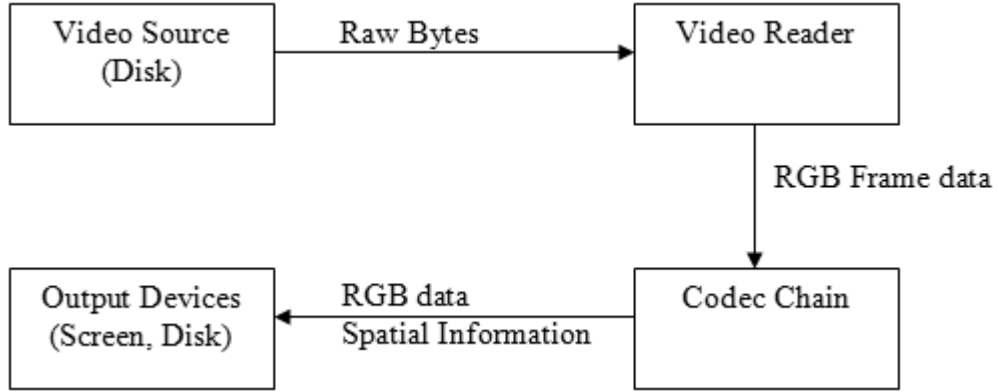 Video Source
(Disk)
Raw Bytes
Video Reader
RGB Frame data
Output Devices
(Screen, Disk)
RGB data
Spatial Information
Codec Chain